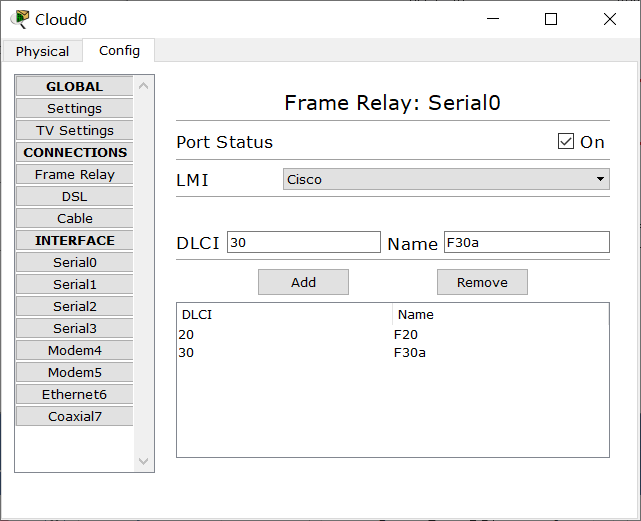 Cloud0
Physical Config
GLOBAL
Settings
TV Settings
CONNECTIONS
Frame Relay
DSL
Cable
INTERFACE
Serial0
Serial1
Serial2
Serial3
Modem4
Modem5
Ethernet6
Coaxial7
Frame Relay: Serial0
Port Status On
LMI Cisco
DLCI 30 Name F30a
Add Remove
DLCI Name
20 F20
30 F30a